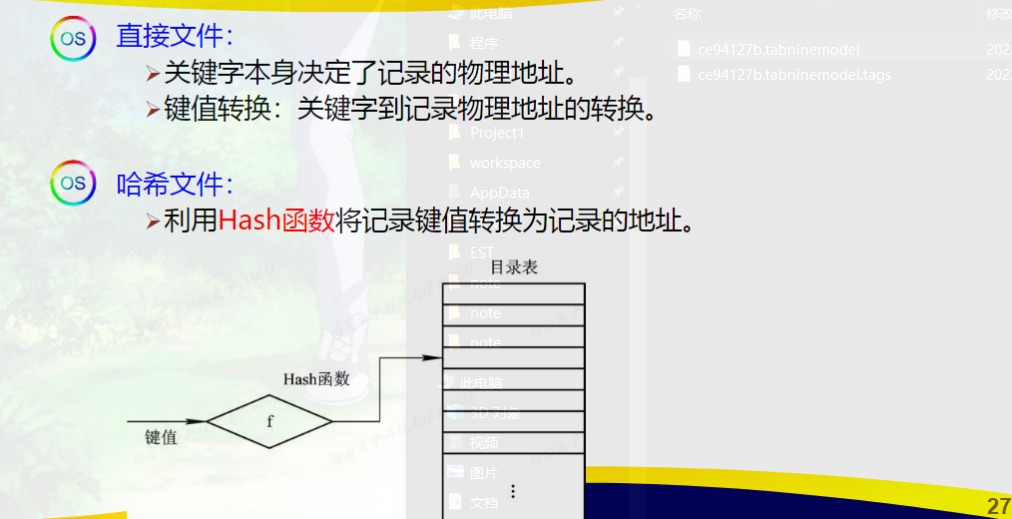 OS 直接文件：
➢关键字本身决定了记录的物理地址。
➢键值转换：关键字到记录物理地址的转换。
OS 哈希文件：
➢利用Hash函数将记录键值转换为记录的地址。
目录表
Hash函数
f
键值
⋮
27
此电脑
程序
Project1
workspace
AppData
EST
note
note
note
此电脑
3D 对象
视频
图片
文档
名称
修改
ce94127b.tabninemodel
202
ce94127b.tabninemodel.tags
202